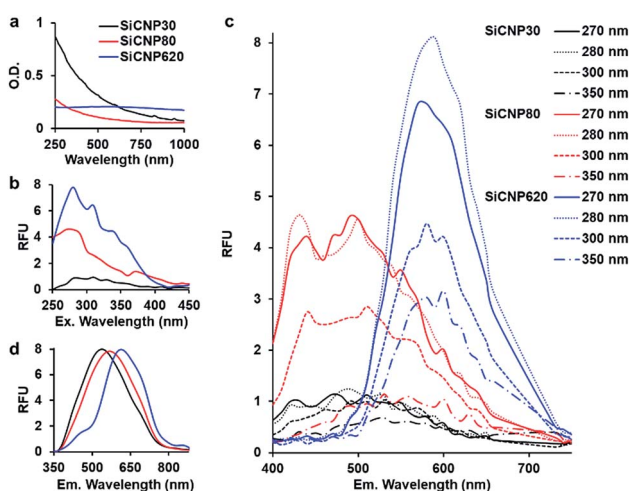 a
SiCNP30
SiCNP80
SiCNP620
1
0.5
0
O.D.
250 500 750 1000
Wavelength (nm)
b
8
6
4
2
0
RFU
250 300 350 400 450
Ex. Wavelength (nm)
d
8
6
4
2
0
RFU
350 500 650 800
Em. Wavelength (nm)
c
8
7
6
5
4
3
2
1
0
RFU
400 500 600 700
Em. Wavelength (nm)
SiCNP30 270 nm
280 nm
300 nm
350 nm
SiCNP80 270 nm
280 nm
300 nm
350 nm
SiCNP620 270 nm
280 nm
300 nm
350 nm